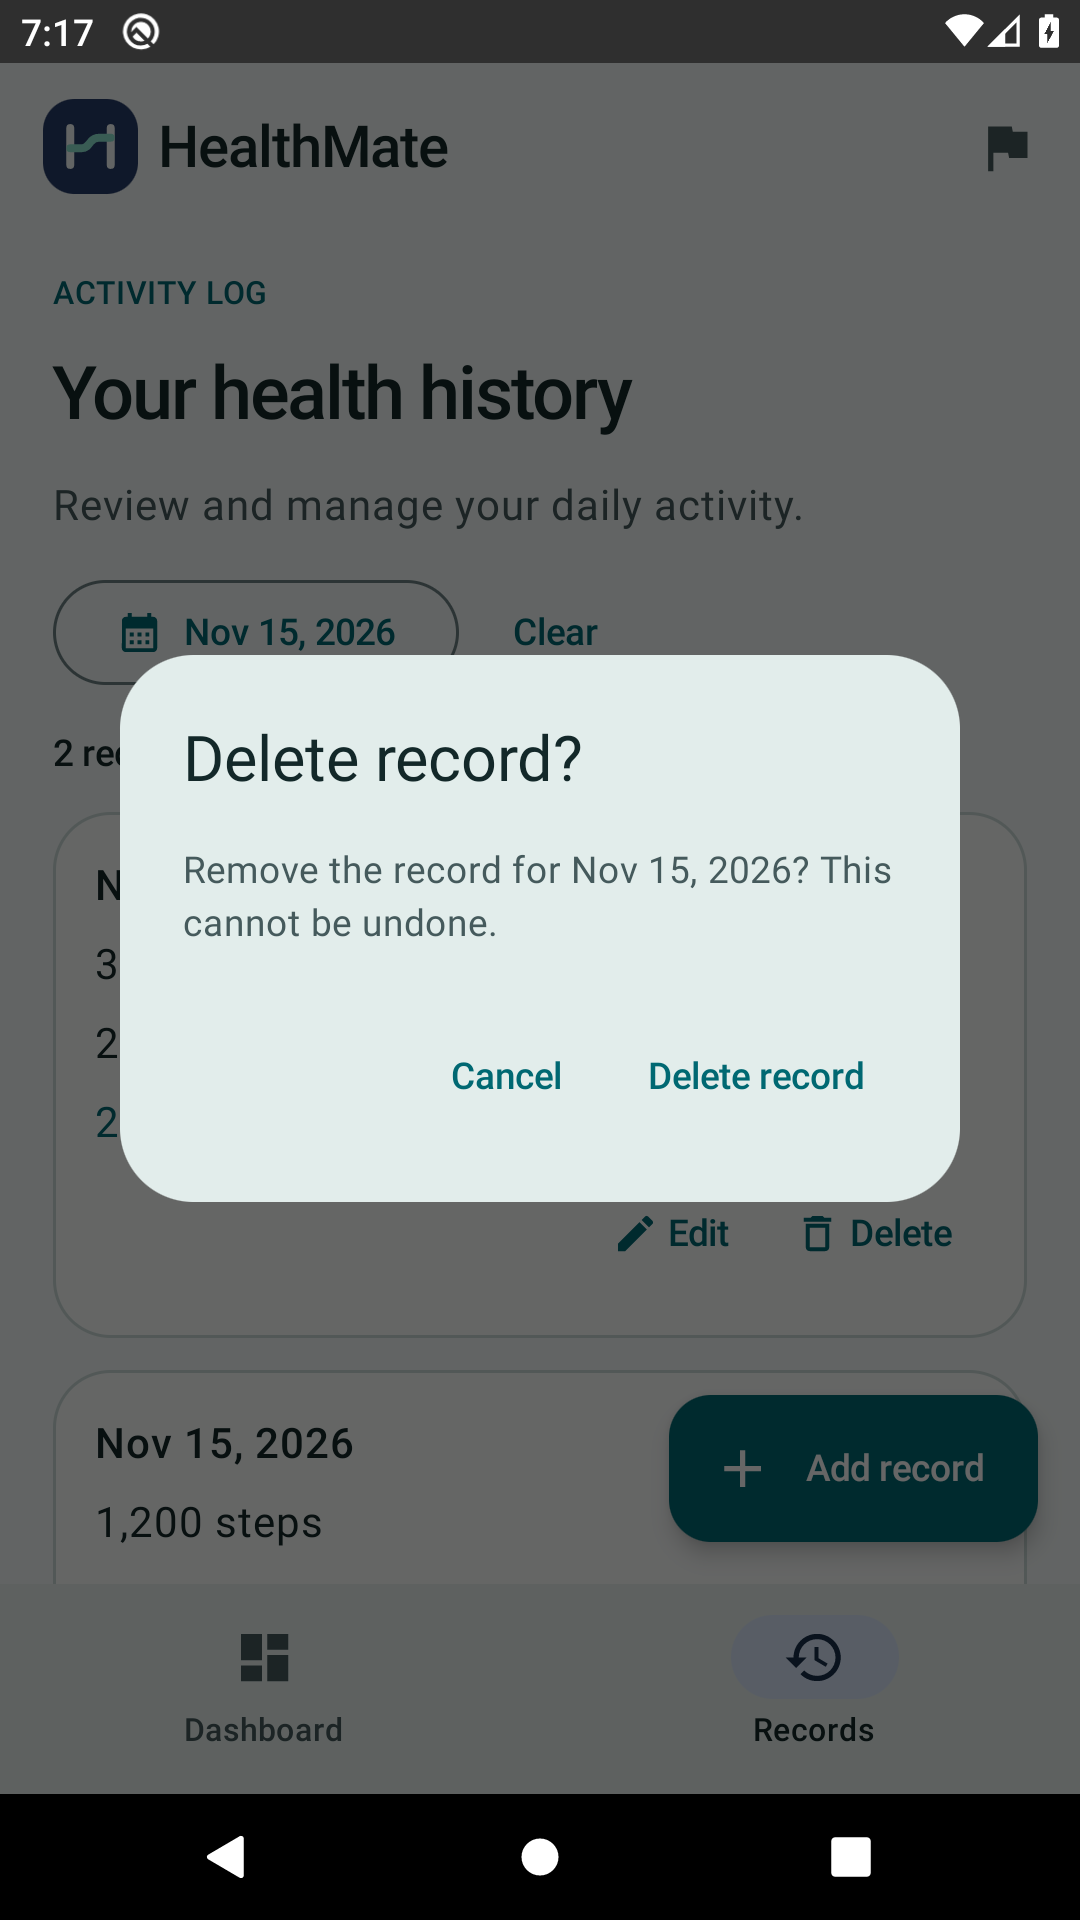 7:17
HealthMate
ACTIVITY LOG
Your health history
Review and manage your daily activity.
Nov 15, 2026 Clear
2
Delete record?
Remove the record for Nov 15, 2026? This
cannot be undone.
Cancel Delete record
Edit Delete
Nov 15, 2026
1,200 steps
Add record
Dashboard Records